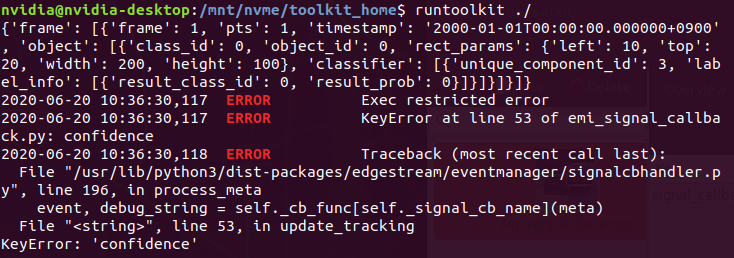 nvidia@nvidia-desktop:/mnt/nvme/toolkit_home$ runtoolkit ./
{'frame': [{'frame': 1, 'pts': 1, 'timestamp': '2000-01-01T00:00:00.000000+0900'
, 'object': [{'class_id': 0, 'object_id': 0, 'rect_params': {'left': 10, 'top':
20, 'width': 200, 'height': 100}, 'classifier': [{'unique_component_id': 3, 'lab
el_info': [{'result_class_id': 0, 'result_prob': 0}]}]}]}]}
2020-06-20 10:36:30,117 ERROR Exec restricted error
2020-06-20 10:36:30,117 ERROR KeyError at line 53 of emi_signal_callba
ck.py: confidence
2020-06-20 10:36:30,118 ERROR Traceback (most recent call last):
File "/usr/lib/python3/dist-packages/edgestream/eventmanager/signalcbhandler.p
y", line 196, in process_meta
event, debug_string = self._cb_func[self._signal_cb_name](meta)
File "<string>", line 53, in update_tracking
KeyError: 'confidence'